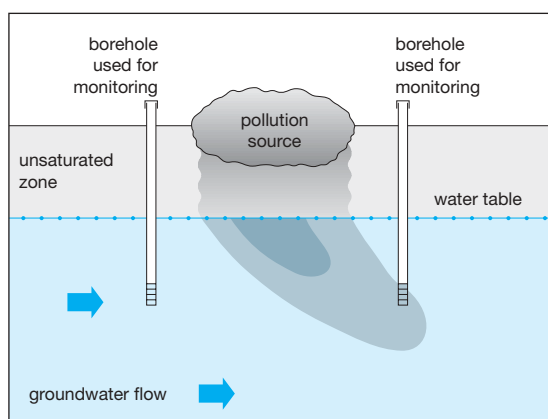 borehole
used for
monitoring
borehole
used for
monitoring
pollution
source
unsaturated
zone
water table
groundwater flow